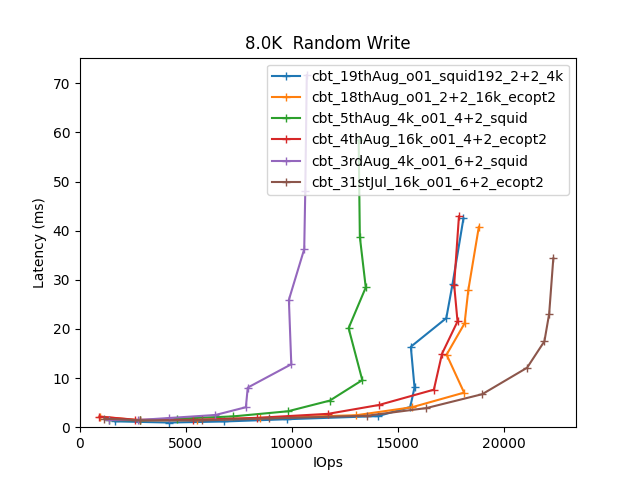 8.0K  Random Write
cbt_19thAug_o01_squid192_2+2_4k
cbt_18thAug_o01_2+2_16k_ecopt2
cbt_5thAug_4k_o01_4+2_squid
cbt_4thAug_16k_o01_4+2_ecopt2
cbt_3rdAug_4k_o01_6+2_squid
cbt_31stJul_16k_o01_6+2_ecopt2
Latency (ms)
70
60
50
40
30
20
10
0
0 5000 10000 15000 20000
IOps